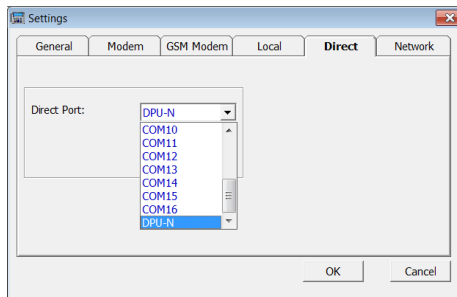 Settings
General Modem GSM Modem Local Direct Network
Direct Port: DPU-N
COM10
COM11
COM12
COM13
COM14
COM15
COM16
DPU-N
OK Cancel